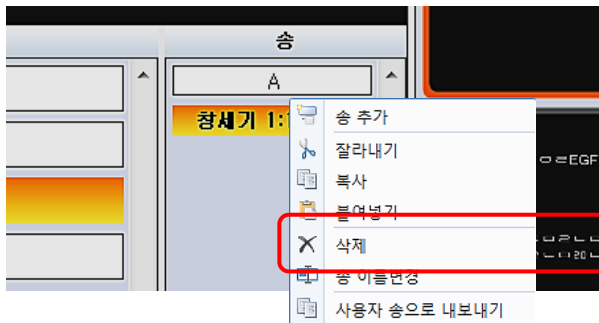 송
A
창세기 1:1
송 추가
잘라내기
복사
붙여넣기
삭제
송 이름변경
사용자 송으로 내보내기